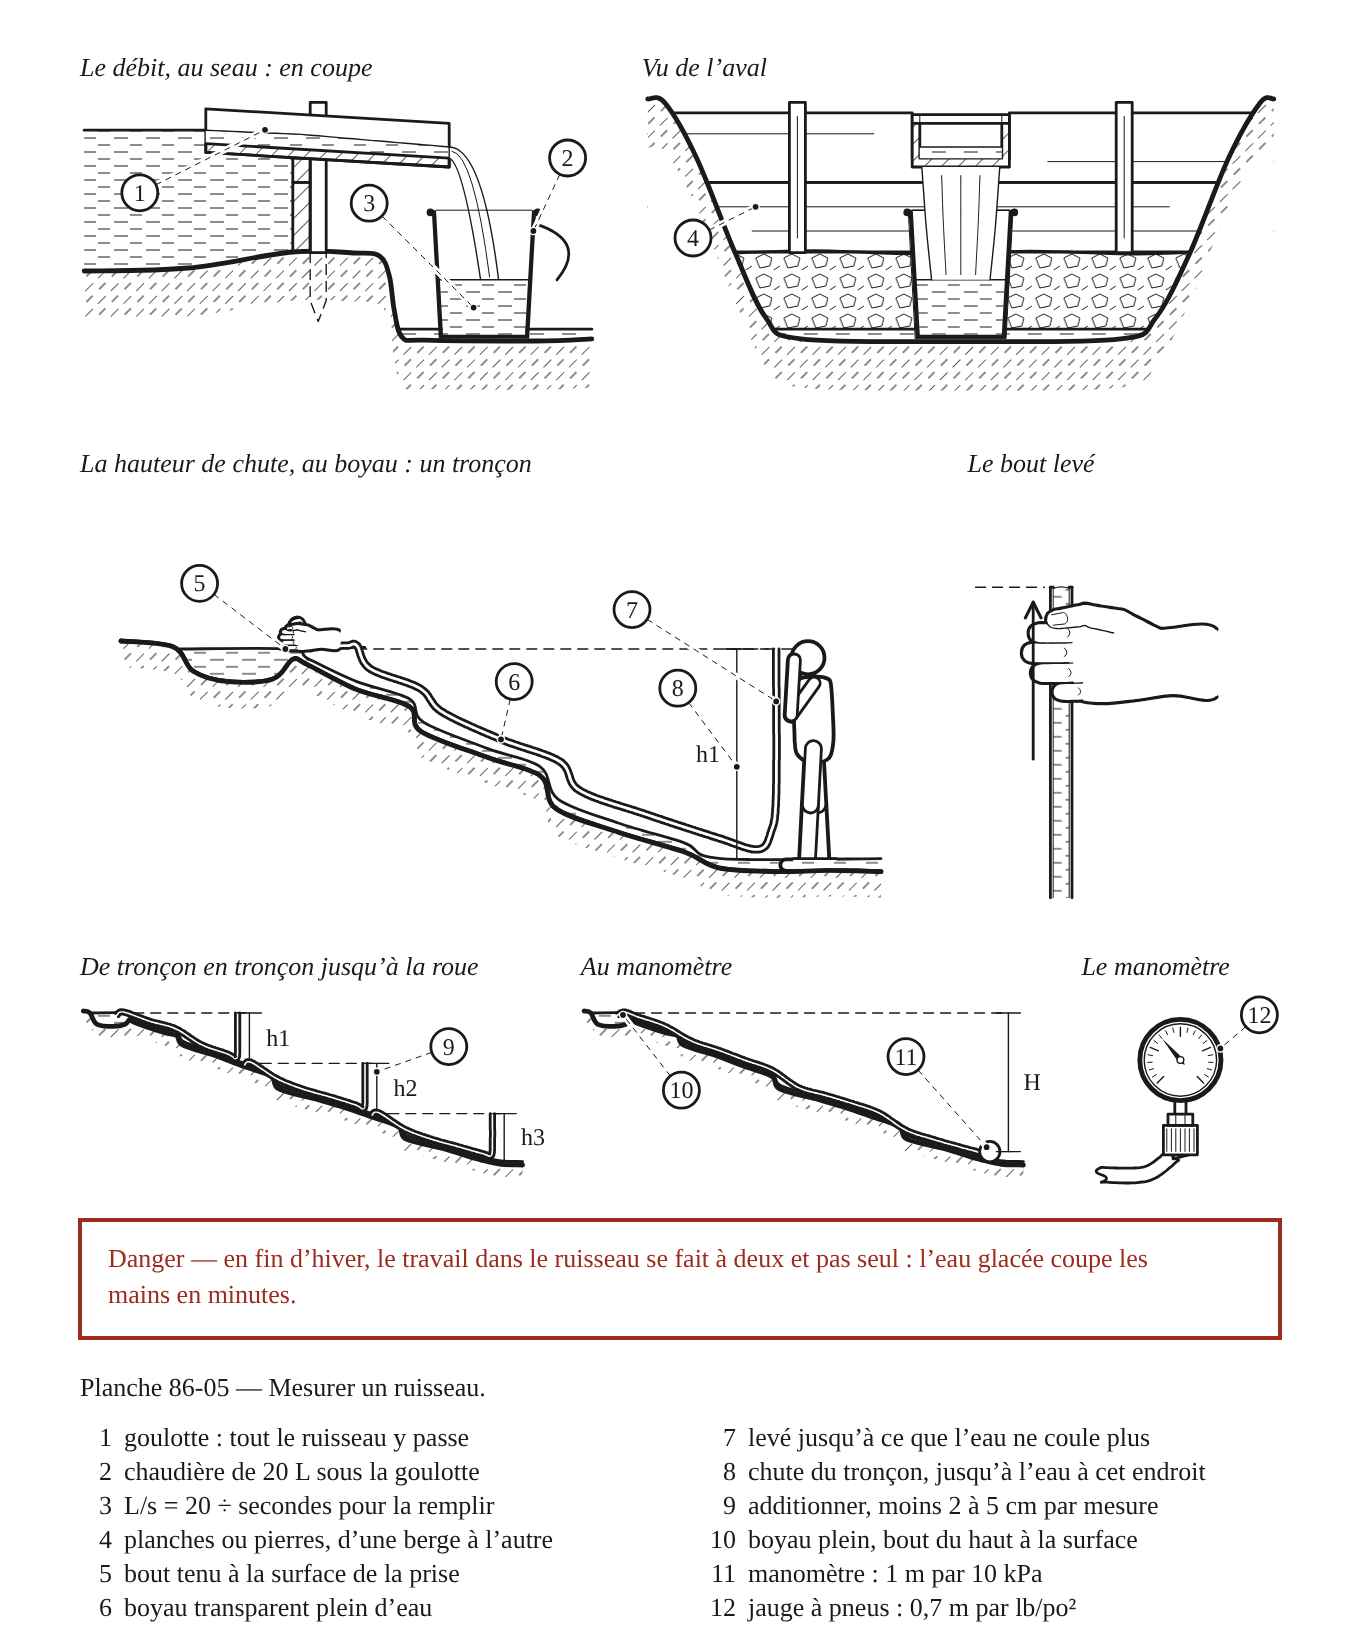 Le débit, au seau : en coupe
Vu de l’aval
1
2
3
4
La hauteur de chute, au boyau : un tronçon
Le bout levé
5
6
7
8
h1
De tronçon en tronçon jusqu’à la roue
Au manomètre
Le manomètre
h1
9
h2
h3
10
11
H
12
Danger — en fin d’hiver, le travail dans le ruisseau se fait à deux et pas seul : l’eau glacée coupe les
mains en minutes.
Planche 86-05 — Mesurer un ruisseau.
1 goulotte : tout le ruisseau y passe
2 chaudière de 20 L sous la goulotte
3 L/s = 20 ÷ secondes pour la remplir
4 planches ou pierres, d’une berge à l’autre
5 bout tenu à la surface de la prise
6 boyau transparent plein d’eau
7 levé jusqu’à ce que l’eau ne coule plus
8 chute du tronçon, jusqu’à l’eau à cet endroit
9 additionner, moins 2 à 5 cm par mesure
10 boyau plein, bout du haut à la surface
11 manomètre : 1 m par 10 kPa
12 jauge à pneus : 0,7 m par lb/po²